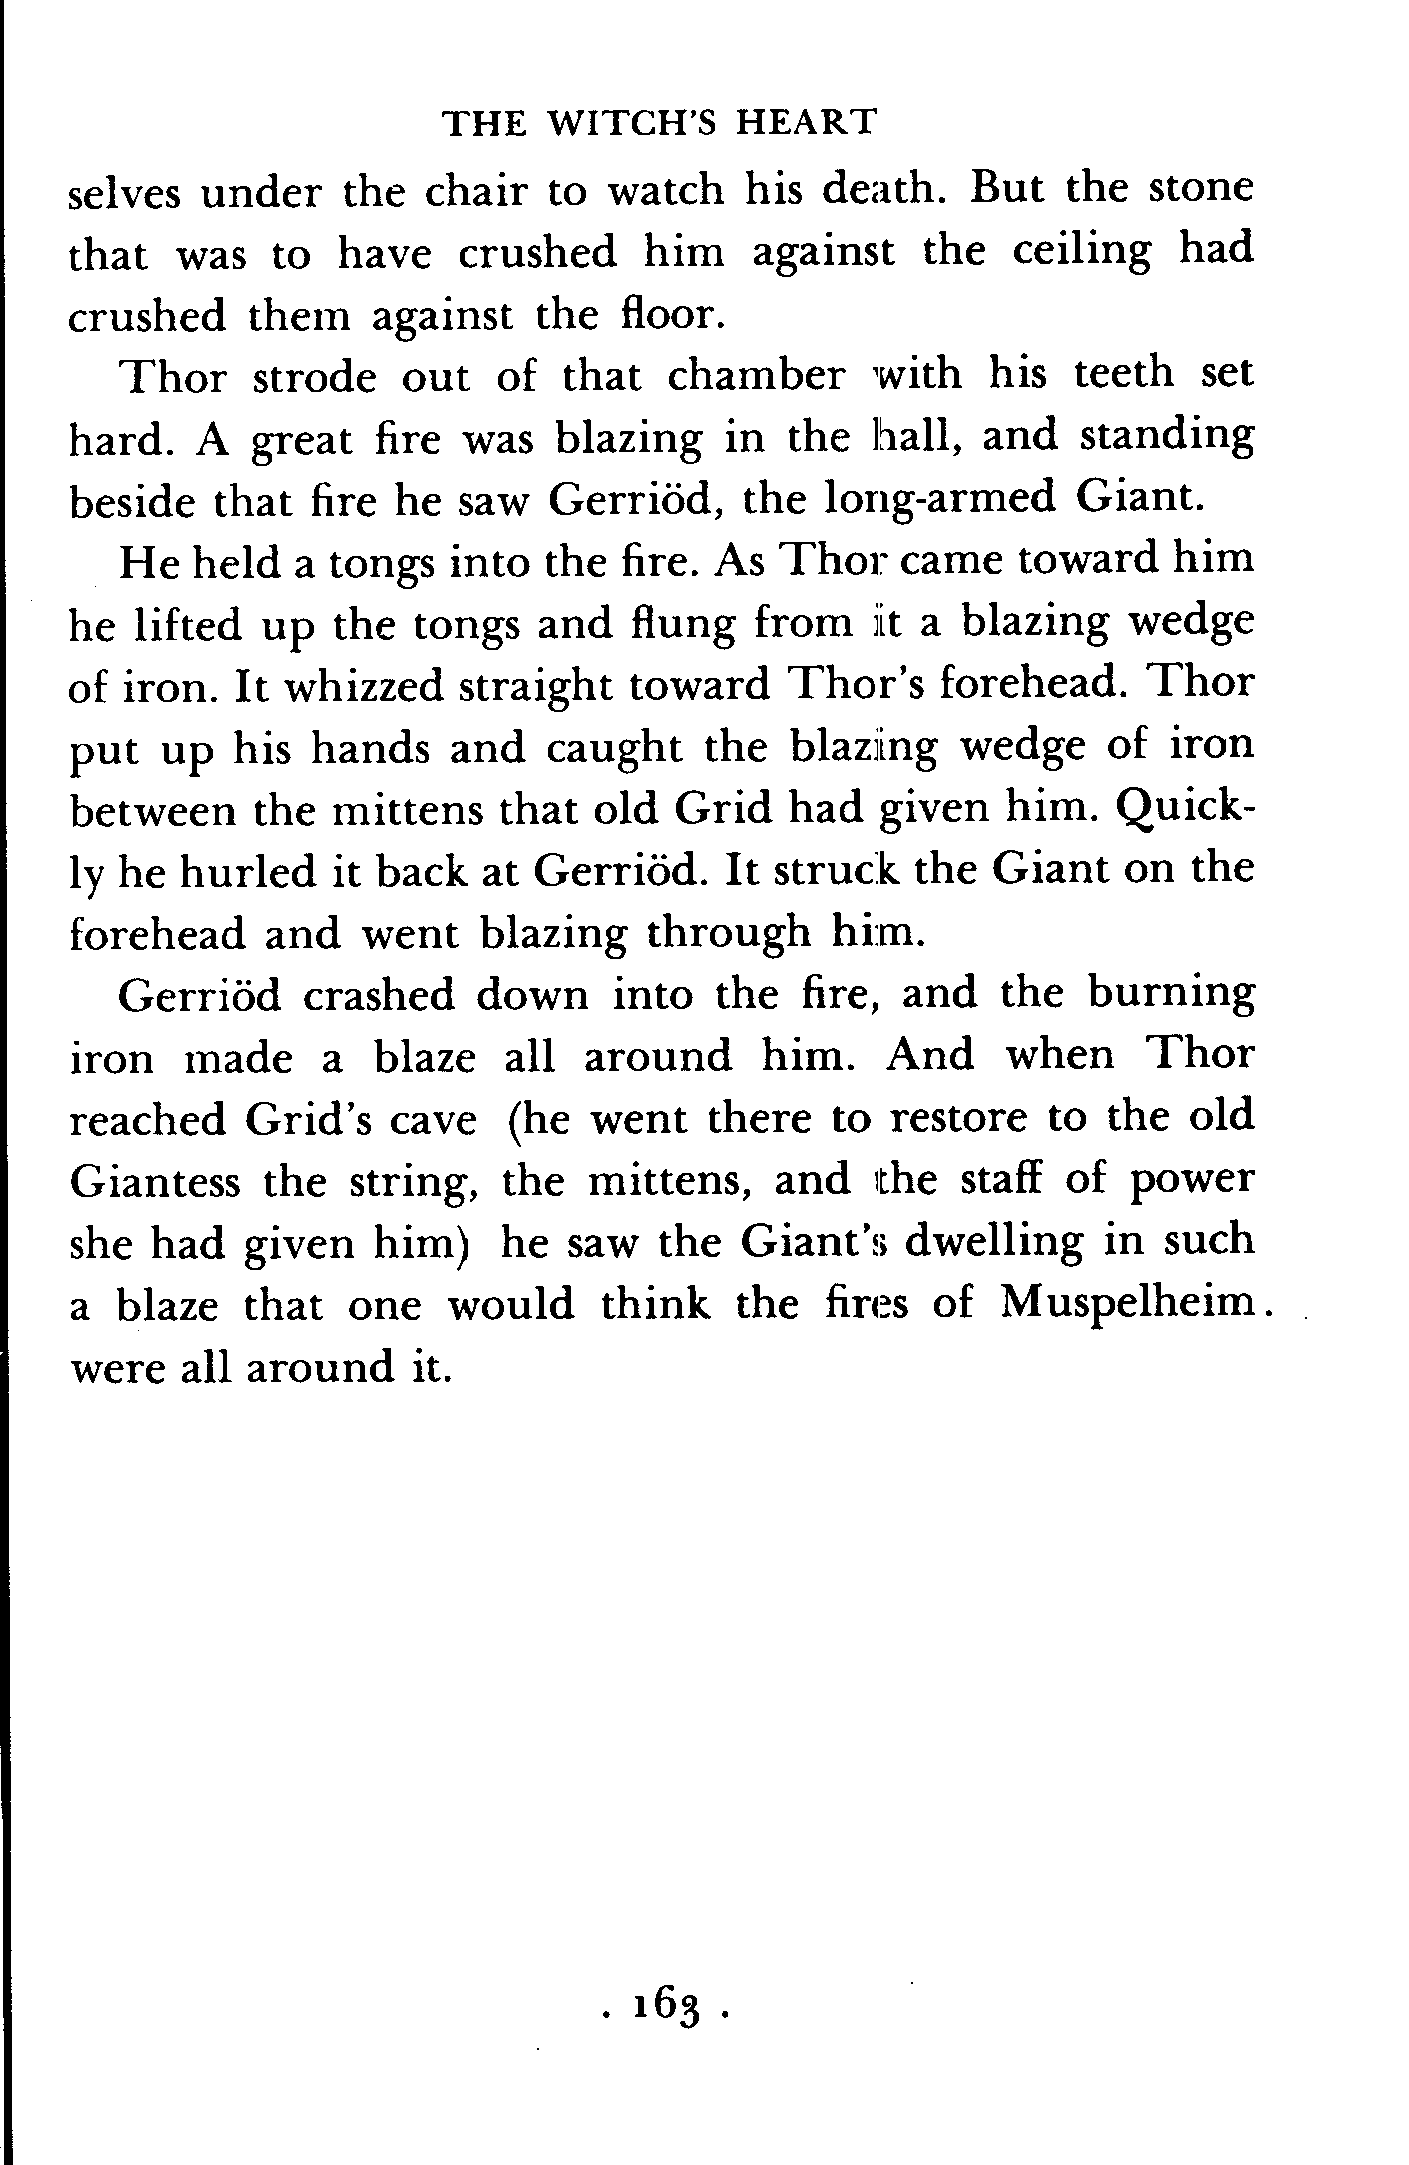 THE WITCH'S HEART
selves under the chair to watch his death. But the stone
that was to have crushed him against the ceiling had
crushed them against the floor.
Thor strode out of that chamber with his teeth set
hard. A great fire was blazing in the hall, and standing
beside that fire he saw Gerriöd, the long-armed Giant.
He held a tongs into the fire. As Thor came toward him
he lifted up the tongs and flung from it a blazing wedge
of iron. It whizzed straight toward Thor's forehead. Thor
put up his hands and caught the blazing wedge of iron
between the mittens that old Grid had given him. Quick-
ly he hurled it back at Gerriöd. It struck the Giant on the
forehead and went blazing through him.
Gerriöd crashed down into the fire, and the burning
iron made a blaze all around him. And when Thor
reached Grid's cave (he went there to restore to the old
Giantess the string, the mittens, and the staff of power
she had given him) he saw the Giant's dwelling in such
a blaze that one would think the fires of Muspelheim.
were all around it.
. 163 .